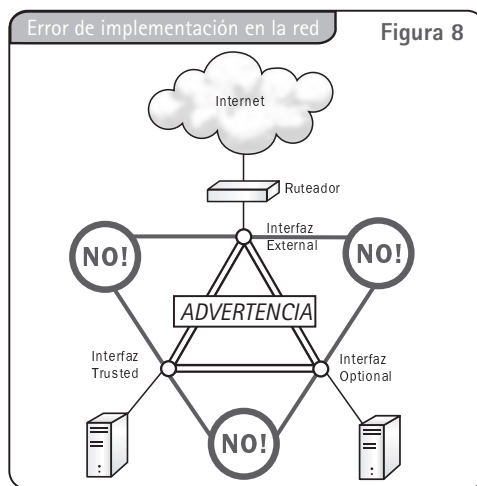 Error de implementación en la red
Figura 8
Internet
Ruteador
Interfaz
External
NO!
NO!
ADVERTENCIA
Interfaz
Trusted
Interfaz
Optional
NO!